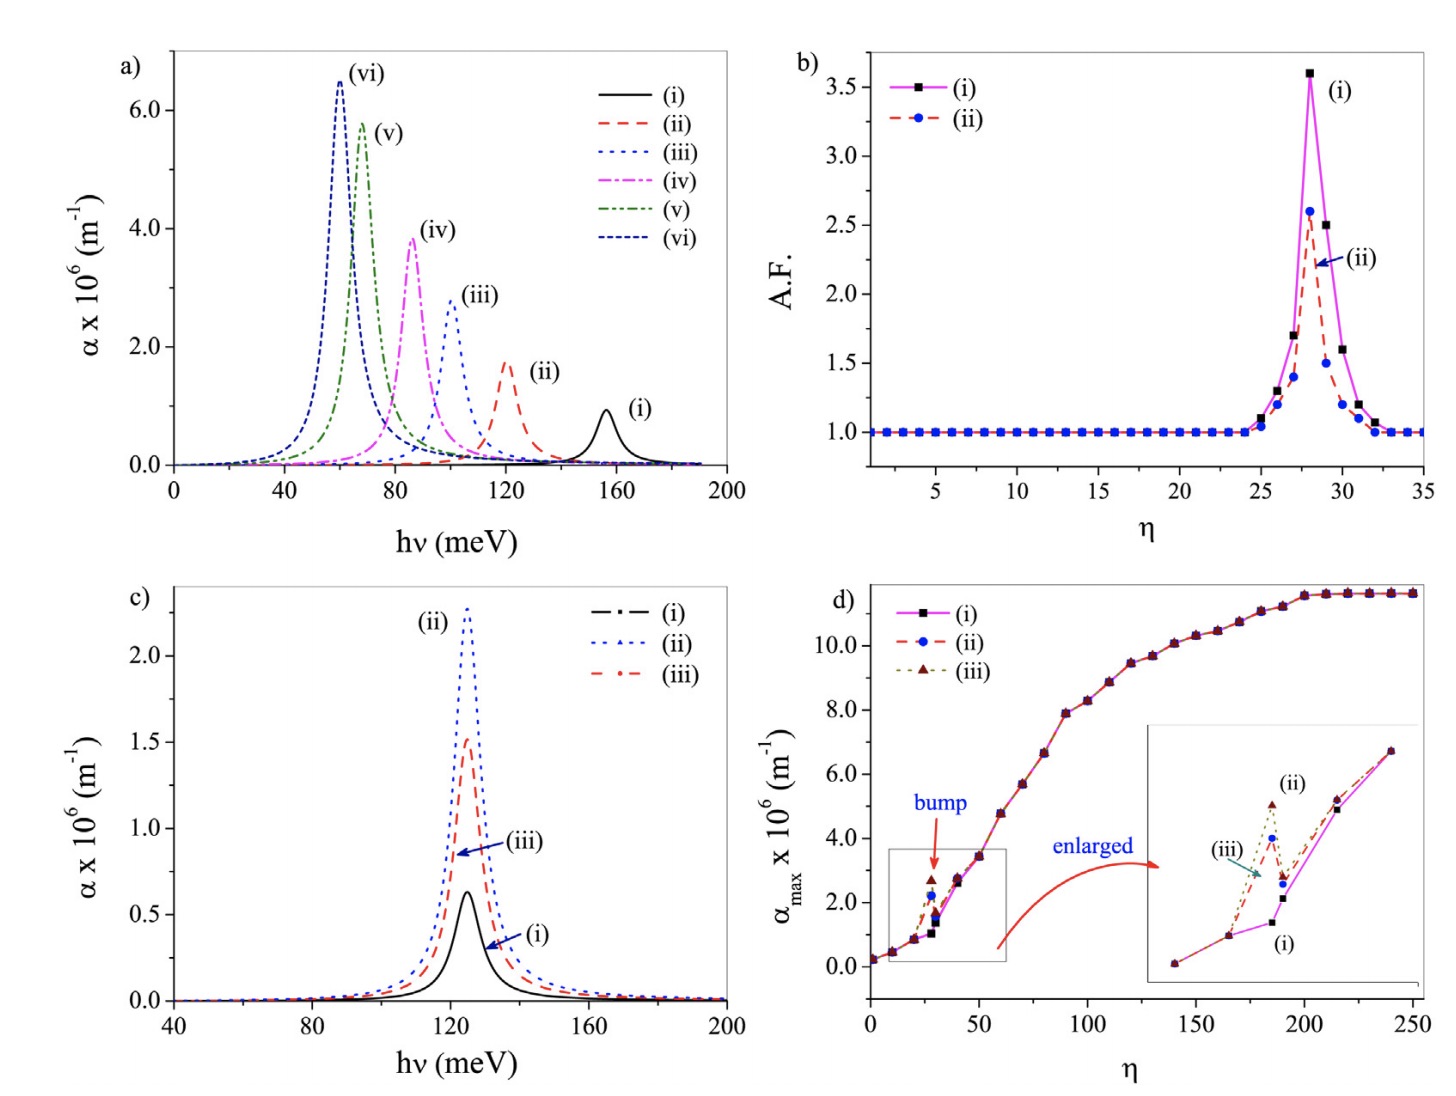 a)
(vi)
(v)
(iv)
(iii)
(ii)
(i)
(i)
(ii)
(iii)
(iv)
(v)
(vi)
6.0
4.0
2.0
0.0
α x 10^6 (m^-1)
0 40 80 120 160 200
hν (meV)
b)
(i)
(ii)
(i)
(ii)
3.5
3.0
2.5
2.0
1.5
1.0
A.F.
5 10 15 20 25 30 35
η
c)
(ii)
(iii)
(i)
(i)
(ii)
(iii)
2.0
1.5
1.0
0.5
0.0
α x 10^6 (m^-1)
40 80 120 160 200
hν (meV)
d)
(i)
(ii)
(iii)
10.0
8.0
6.0
4.0
2.0
0.0
α_max x 10^6 (m^-1)
bump
enlarged
(ii)
(iii)
(i)
0 50 100 150 200 250
η